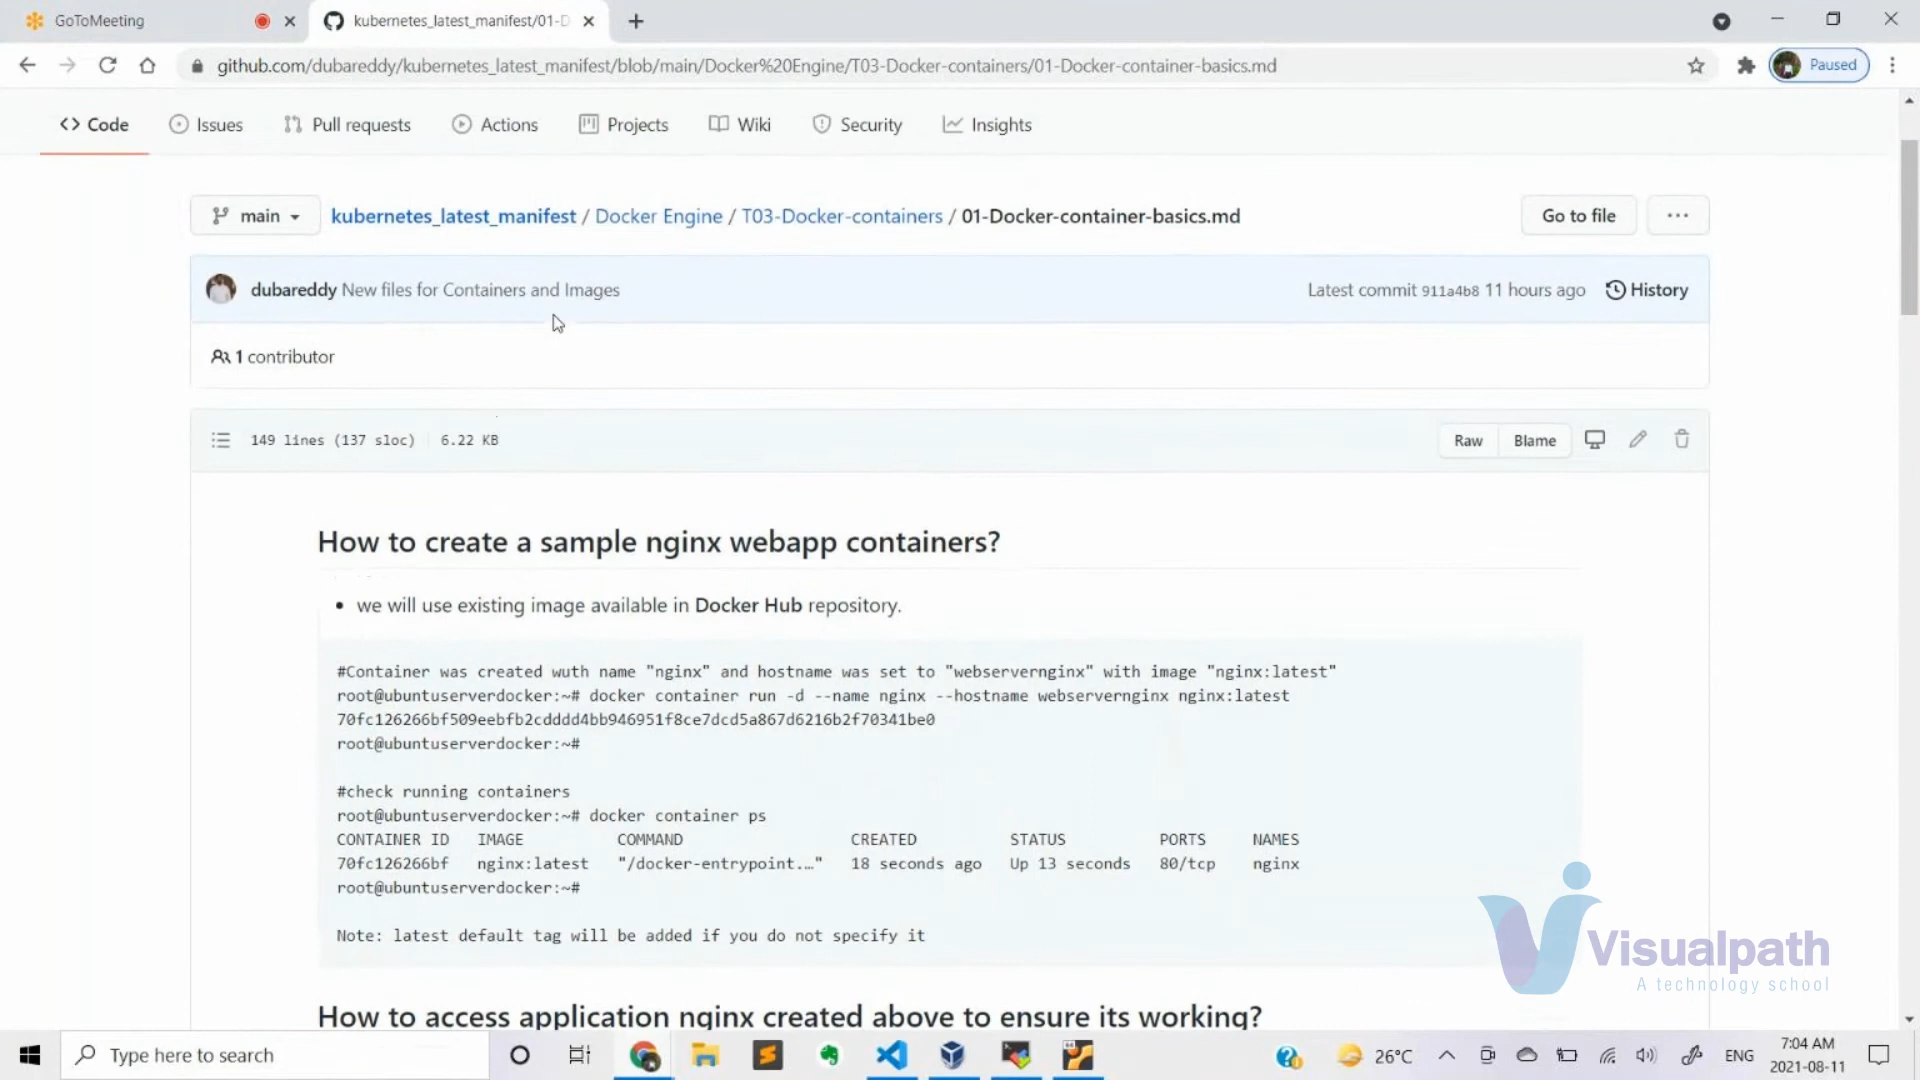 GoToMeeting
kubernetes_latest_manifest/01-D
github.com/dubareddy/kubernetes_latest_manifest/blob/main/Docker%20Engine/T03-Docker-containers/01-Docker-container-basics.md
Paused
Code Issues Pull requests Actions Projects Wiki Security Insights
main kubernetes_latest_manifest / Docker Engine / T03-Docker-containers / 01-Docker-container-basics.md Go to file
dubareddy New files for Containers and Images Latest commit 911a4b8 11 hours ago History
1 contributor
149 lines (137 sloc) 6.22 KB Raw Blame
How to create a sample nginx webapp containers?
• we will use existing image available in Docker Hub repository.
#Container was created wuth name "nginx" and hostname was set to "webservernginx" with image "nginx:latest"
root@ubuntuserverdocker:~# docker container run -d --name nginx --hostname webservernginx nginx:latest
70fc126266bf509eebfb2cdddd4bb946951f8ce7dcd5a867d6216b2f70341be0
root@ubuntuserverdocker:~#
#check running containers
root@ubuntuserverdocker:~# docker container ps
CONTAINER ID IMAGE COMMAND CREATED STATUS PORTS NAMES
70fc126266bf nginx:latest "/docker-entrypoint.…" 18 seconds ago Up 13 seconds 80/tcp nginx
root@ubuntuserverdocker:~#
Note: latest default tag will be added if you do not specify it
Visualpath
A technology school
How to access application nginx created above to ensure its working?
Type here to search
26°C
ENG
7:04 AM
2021-08-11